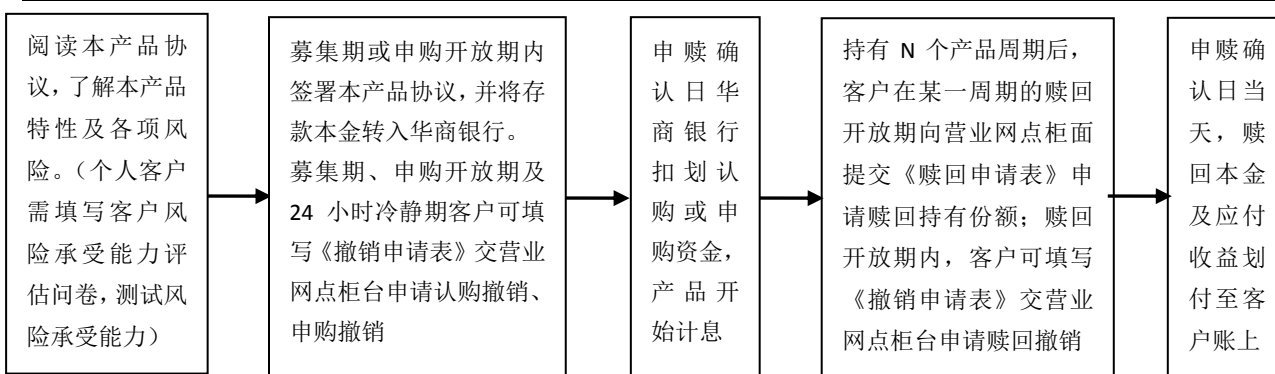 阅读本产品协
议，了解本产品
特性及各项风
险。（个人客户
需填写客户风
险承受能力评
估问卷，测试风
险承受能力）
募集期或申购开放期内
签署本产品协议，并将存
款本金转入华商银行。
募集期、申购开放期及
24 小时冷静期客户可填
写《撤销申请表》交营业
网点柜台申请认购撤销、
申购撤销
申赎确
认日华
商银行
扣划认
购或申
购资金，
产品开
始计息
持有 N 个产品周期后，
客户在某一周期的赎回
开放期向营业网点柜面
提交《赎回申请表》申
请赎回持有份额；赎回
开放期内，客户可填写
《撤销申请表》交营业
网点柜台申请赎回撤销
申赎确
认日当
天，赎
回本金
及应付
收益划
付至客
户账上